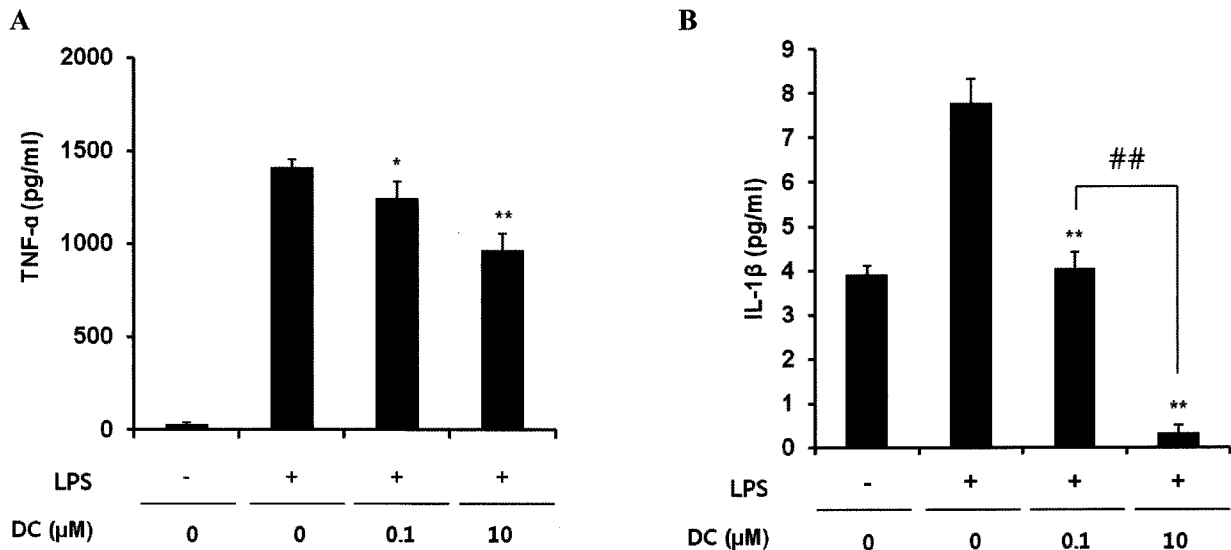 A
2000
1500
1000
500
0
TNF-α (pg/ml)
*
**
LPS - + + +
DC (μM) 0 0 0.1 10
B
9
8
7
6
5
4
3
2
1
0
IL-1β (pg/ml)
##
**
**
LPS - + + +
DC (μM) 0 0 0.1 10